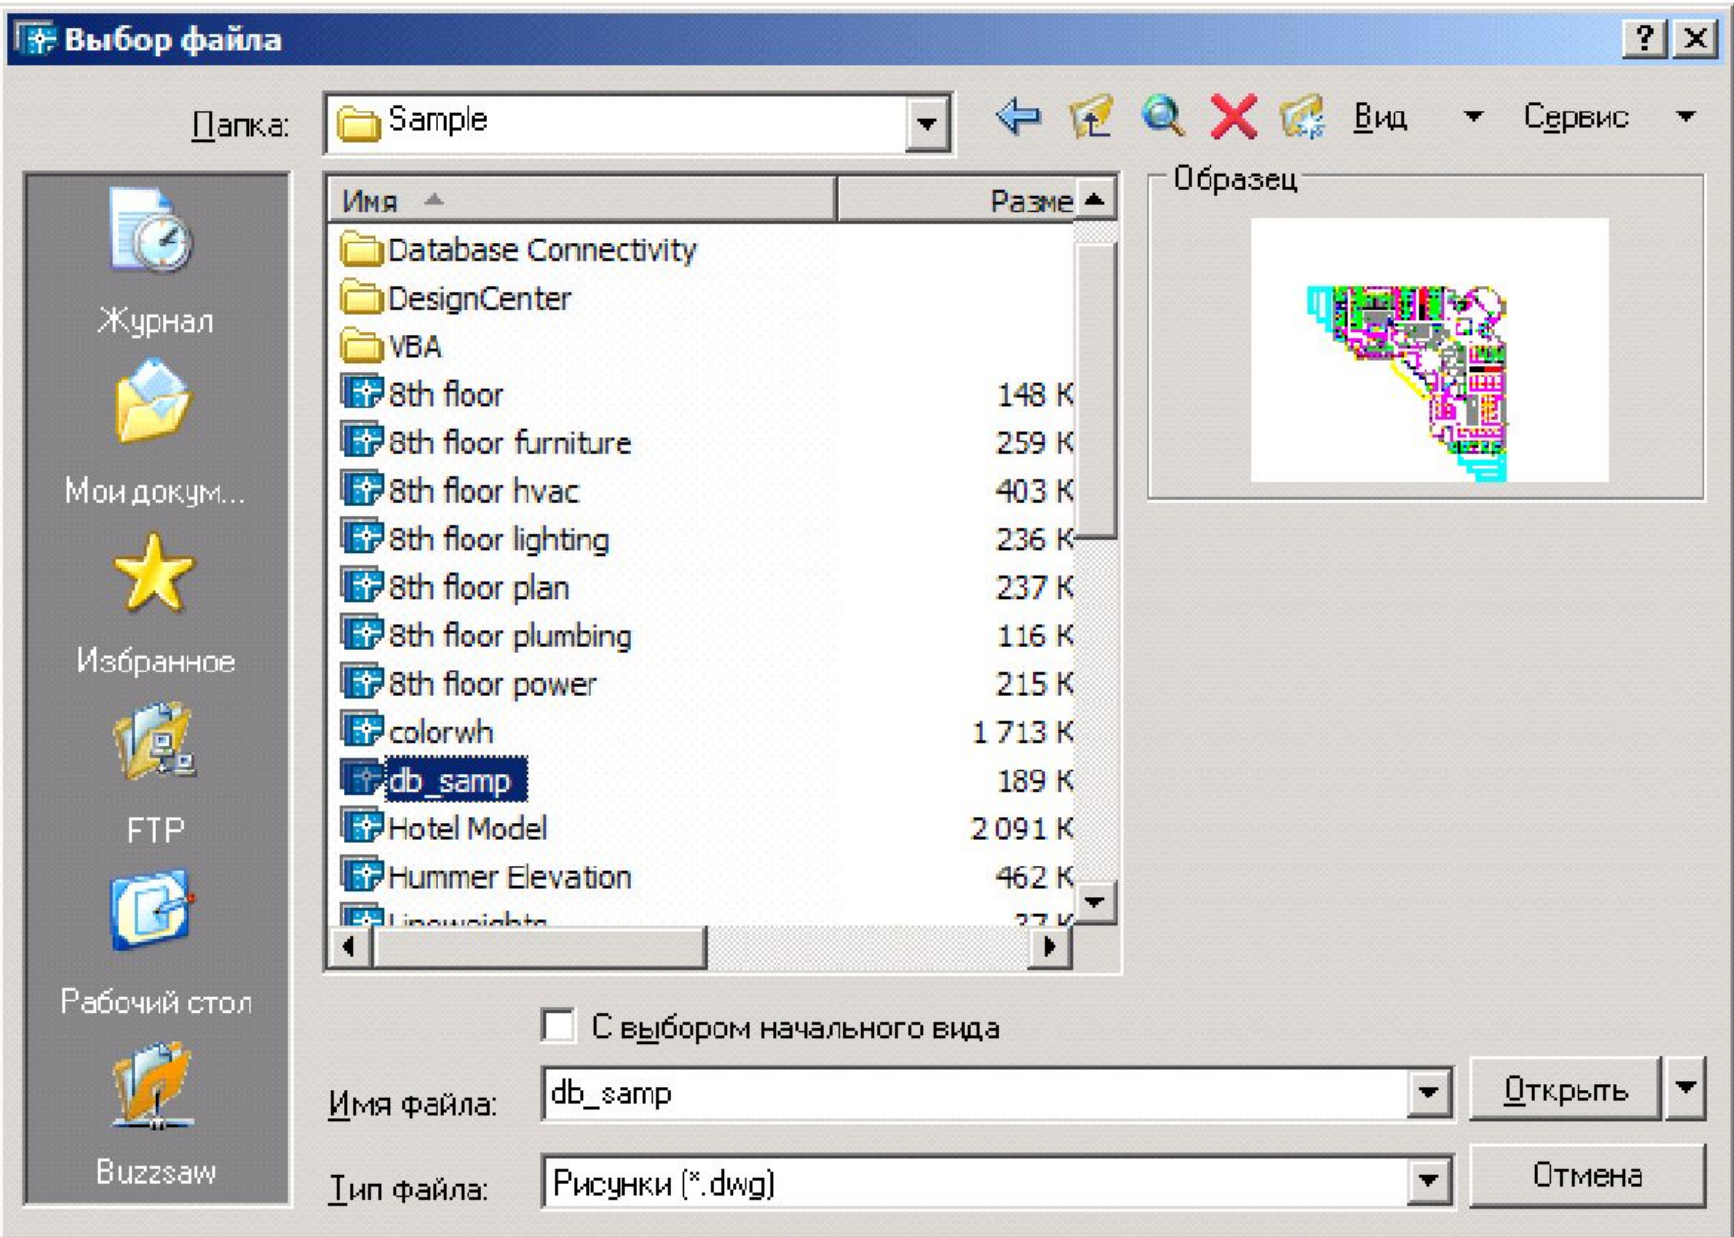 Выбор файла
Папка: Sample Вид Сервис
Имя Разме
Образец
Database Connectivity
DesignCenter
VBA
8th floor 148 К
8th floor furniture 259 К
8th floor hvac 403 К
8th floor lighting 236 К
8th floor plan 237 К
8th floor plumbing 116 К
8th floor power 215 К
colorwh 1 713 К
db_samp 189 К
Hotel Model 2 091 К
Hummer Elevation 462 К
Lineweights 37 К
Журнал
Мои докум...
Избранное
FTP
Рабочий стол
Buzzsaw
С выбором начального вида
Имя файла: db_samp Открыть
Тип файла: Рисунки (*.dwg) Отмена